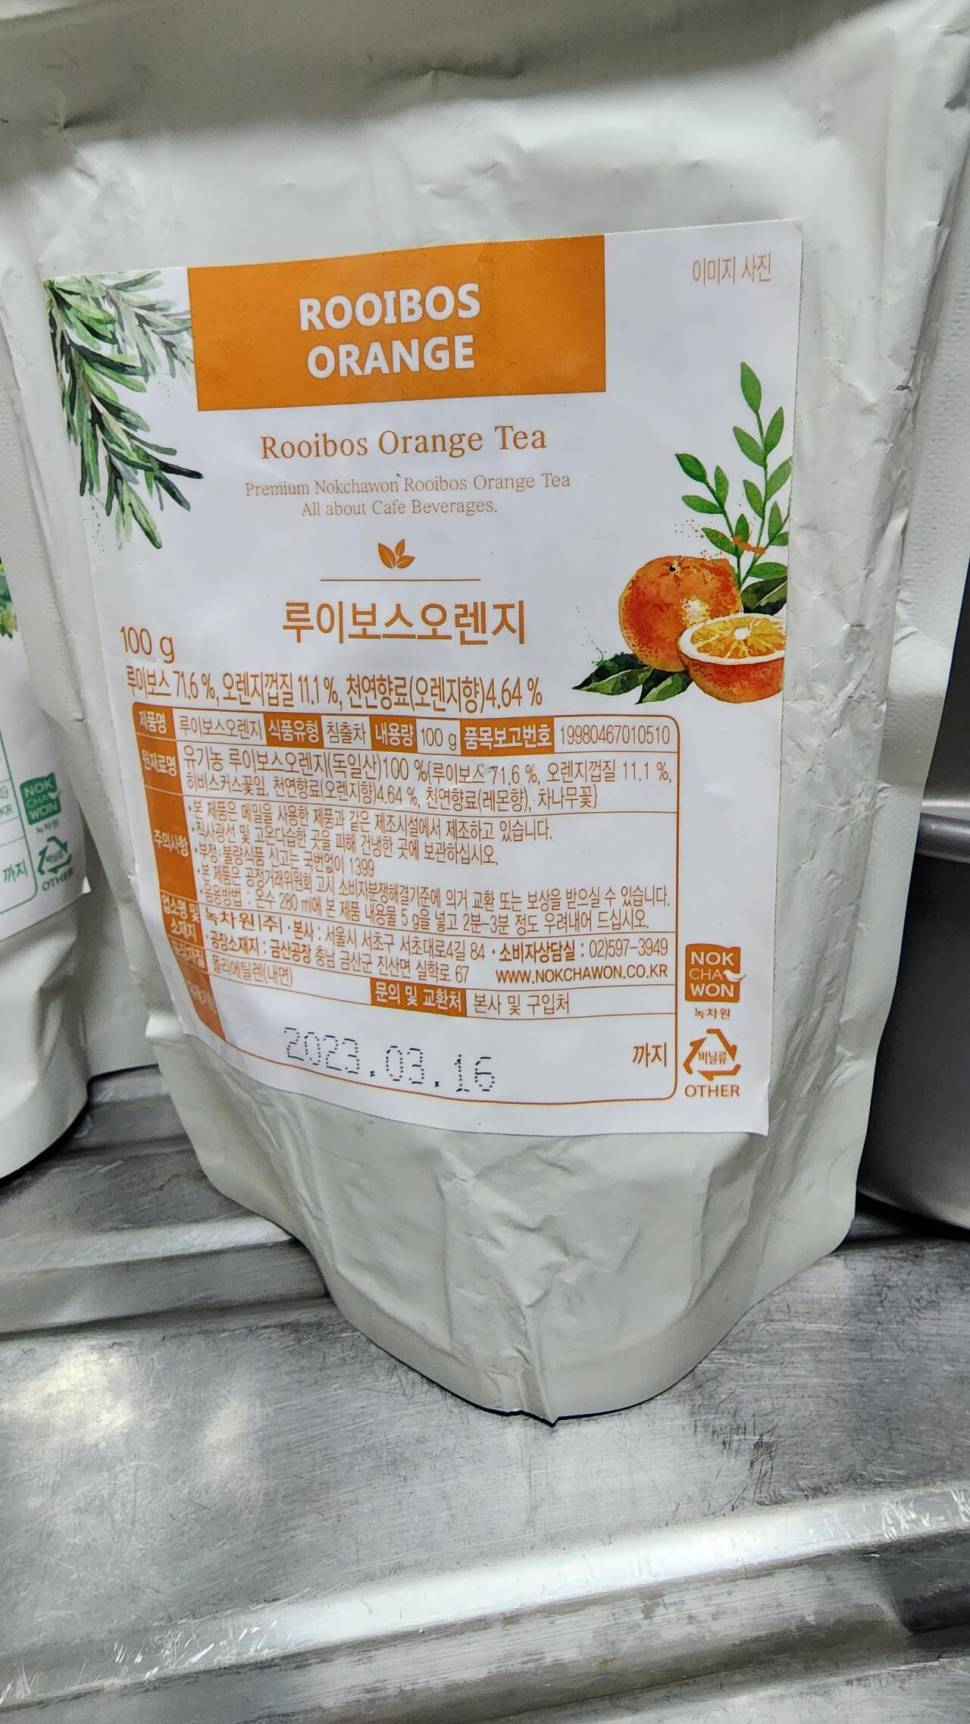 이미지 사진
ROOIBOS
ORANGE
Rooibos Orange Tea
Premium Nokchawon Rooibos Orange Tea
All about Cafe Beverages.
루이보스오렌지
100 g
루이보스 71.6 %, 오렌지껍질 11.1 %, 천연향료(오렌지향)4.64 %
제품명 루이보스오렌지 식품유형 침출차 내용량 100 g 품목보고번호 19980467010510
원재료명 유기농 루이보스오렌지(독일산)100 %{루이보스 71.6 %, 오렌지껍질 11.1 %,
히비스커스꽃잎, 천연향료(오렌지향)4.64 %, 천연향료(레몬향), 차나무꽃}
주의사항 •본 제품은 메밀을 사용한 제품과 같은 제조시설에서 제조하고 있습니다.
•직사광선 및 고온다습한 곳을 피해 건냉한 곳에 보관하십시오.
•부정·불량식품 신고는 국번없이 1399
•본 제품은 공정거래위원회 고시 소비자분쟁해결기준에 의거 교환 또는 보상을 받으실 수 있습니다.
•음용방법 : 온수 280 ml에 본 제품 내용물 5 g을 넣고 2분~3분 정도 우려내어 드십시오.
업소명 및 소재지 녹차원|주| •본사 : 서울시 서초구 서초대로4길 84 •소비자상담실 : 02)597-3949
•공장소재지 : 금산공장 충남 금산군 진산면 실학로 67 WWW.NOKCHAWON.CO.KR
폴리에틸렌(내면)
문의 및 교환처 본사 및 구입처
2023.03.16 까지
NOK
CHA
WON
녹차원
비닐류
OTHER
NOK
CHA
WON
녹차원
KR
까지
OTHER